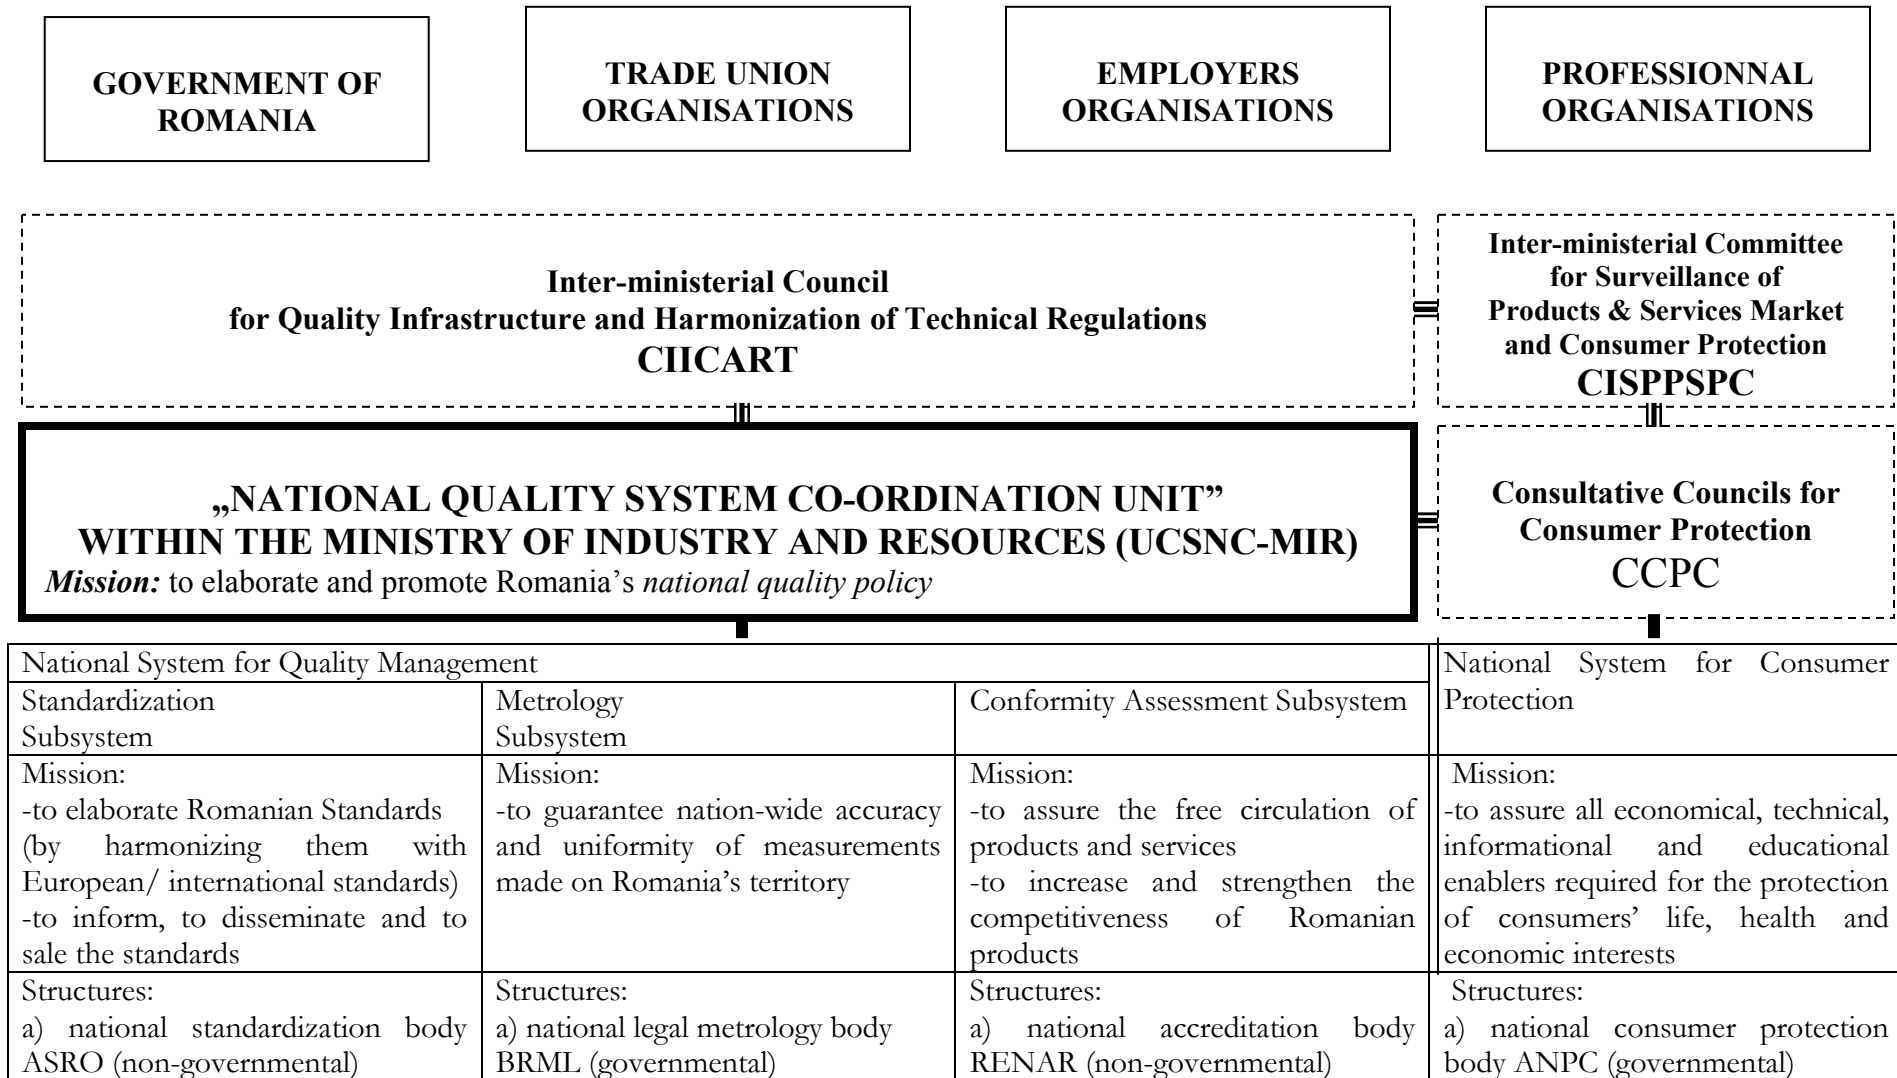 GOVERNMENT OF
ROMANIA
TRADE UNION
ORGANISATIONS
EMPLOYERS
ORGANISATIONS
PROFESSIONNAL
ORGANISATIONS
Inter-ministerial Council
for Quality Infrastructure and Harmonization of Technical Regulations
CIICART
Inter-ministerial Committee
for Surveillance of
Products & Services Market
and Consumer Protection
CISPPSPC
„NATIONAL QUALITY SYSTEM CO-ORDINATION UNIT”
WITHIN THE MINISTRY OF INDUSTRY AND RESOURCES (UCSNC-MIR)
Mission: to elaborate and promote Romania’s national quality policy
Consultative Councils for
Consumer Protection
CCPC
National System for Quality Management
National System for Consumer
Protection
Standardization
Subsystem
Metrology
Subsystem
Conformity Assessment Subsystem
Mission:
-to elaborate Romanian Standards
(by harmonizing them with
European/ international standards)
-to inform, to disseminate and to
sale the standards
Mission:
-to guarantee nation-wide accuracy
and uniformity of measurements
made on Romania’s territory
Mission:
-to assure the free circulation of
products and services
-to increase and strengthen the
competitiveness of Romanian
products
Mission:
-to assure all economical, technical,
informational and educational
enablers required for the protection
of consumers’ life, health and
economic interests
Structures:
a) national standardization body
ASRO (non-governmental)
Structures:
a) national legal metrology body
BRML (governmental)
Structures:
a) national accreditation body
RENAR (non-governmental)
Structures:
a) national consumer protection
body ANPC (governmental)